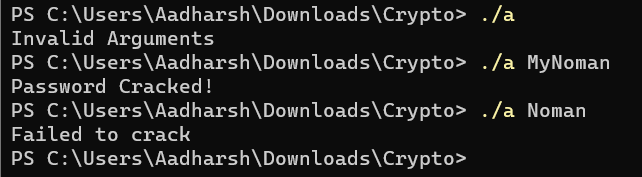 PS C:\Users\Aadharsh\Downloads\Crypto> ./a
Invalid Arguments
PS C:\Users\Aadharsh\Downloads\Crypto> ./a MyNoman
Password Cracked!
PS C:\Users\Aadharsh\Downloads\Crypto> ./a Noman
Failed to crack
PS C:\Users\Aadharsh\Downloads\Crypto>